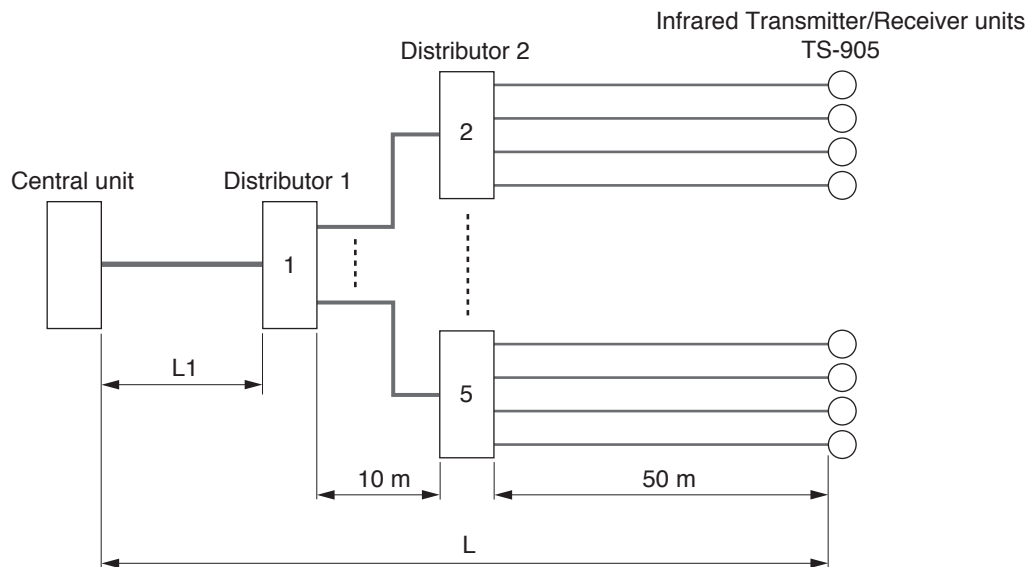 Infrared Transmitter/Receiver units
TS-905
Distributor 2
2
Central unit
Distributor 1
1
L1
5
10 m
50 m
L